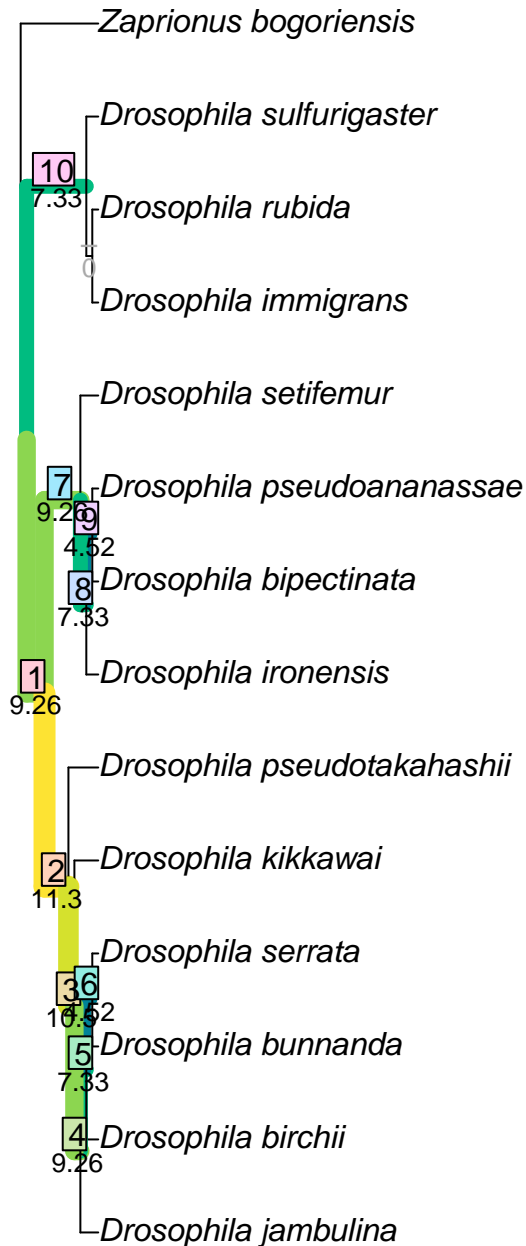 Zaprionus bogoriensis
Drosophila sulfurigaster
10
7.33
Drosophila rubida
0
Drosophila immigrans
Drosophila setifemur
7
Drosophila pseudoananassae
9.26
9
4.52
Drosophila bipectinata
8
7.33
Drosophila ironensis
1
9.26
Drosophila pseudotakahashii
Drosophila kikkawai
2
11.3
Drosophila serrata
6
3
4.52
Drosophila bunnanda
5
7.33
Drosophila birchii
4
9.26
Drosophila jambulina